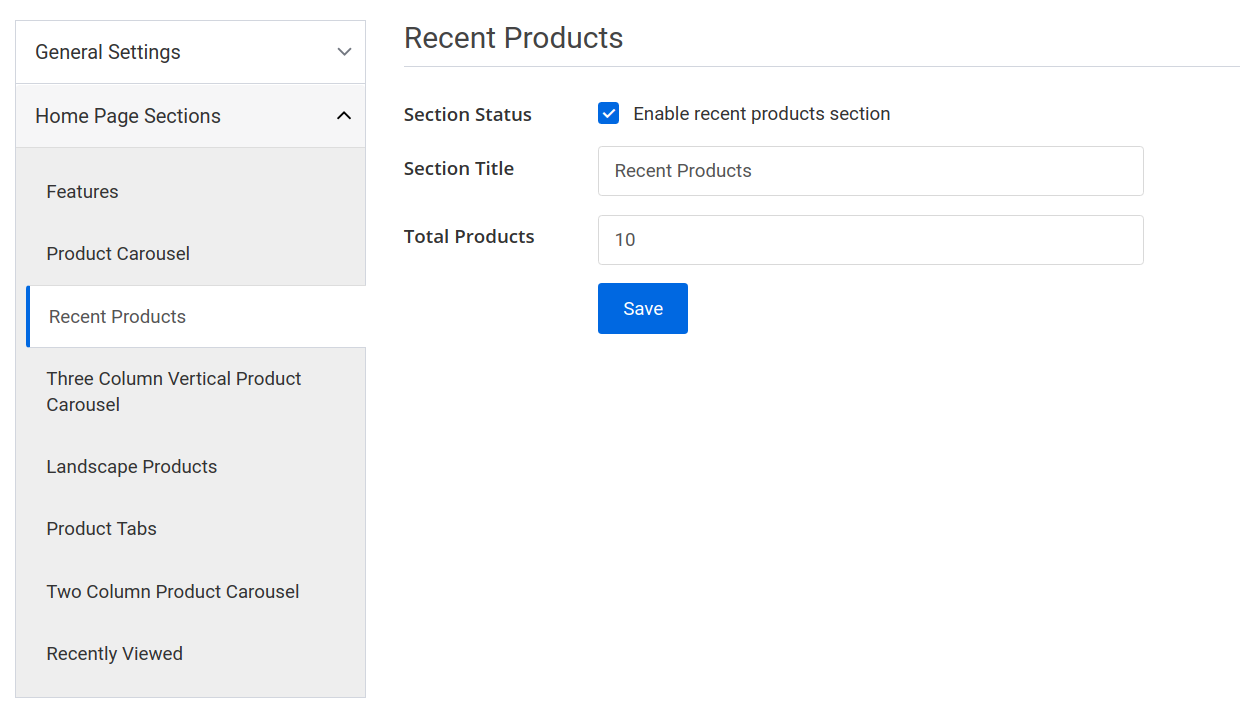 General Settings
Home Page Sections
Features
Product Carousel
Recent Products
Three Column Vertical Product
Carousel
Landscape Products
Product Tabs
Two Column Product Carousel
Recently Viewed
Recent Products
Section Status
Enable recent products section
Section Title
Recent Products
Total Products
10
Save